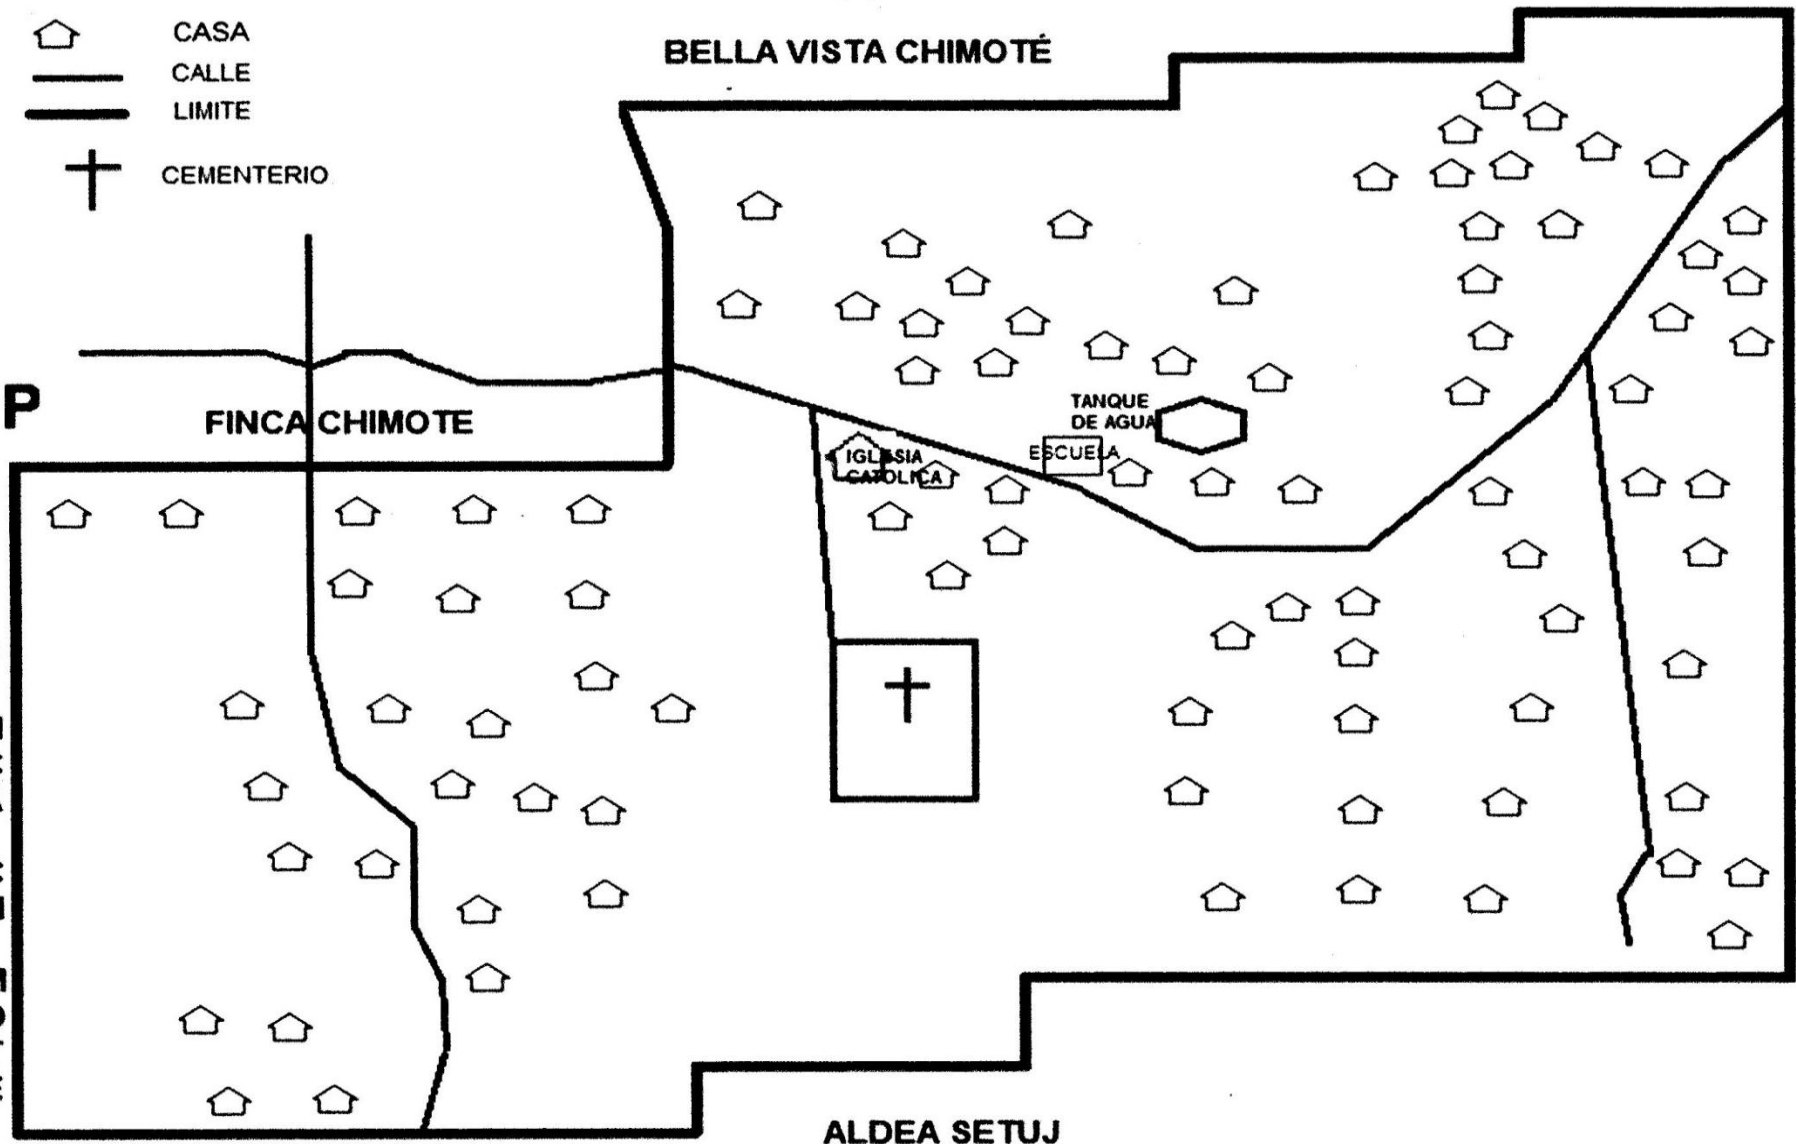 CASA
CALLE
LIMITE
CEMENTERIO
BELLA VISTA CHIMOTÉ
P
FINCA CHIMOTE
TANQUE
DE AGUA
ESCUELA
IGLESIA
CATOLICA
ALDEA SETUJ